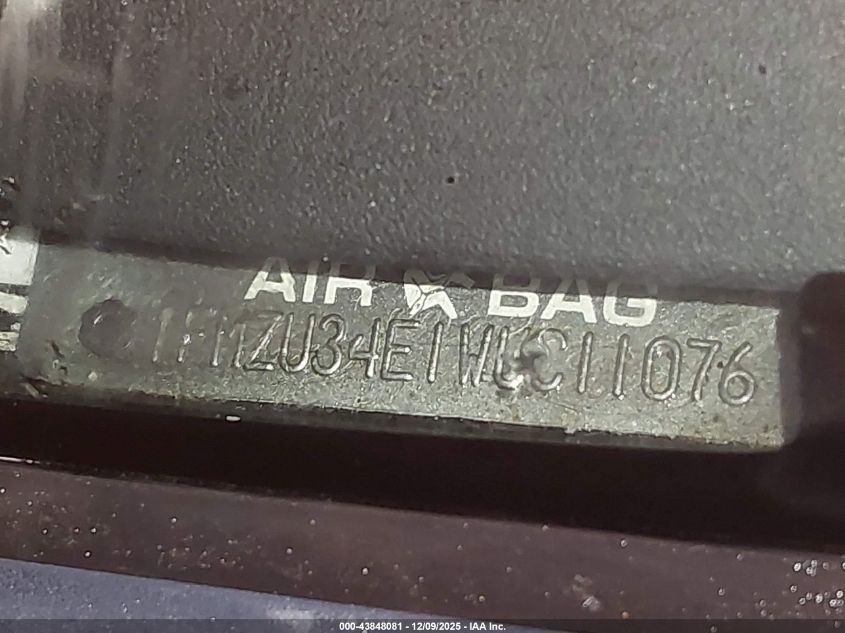 AIR BAG
1FMZU34E1WUC11076
000-43848081 - 12/09/2025 - IAA Inc.